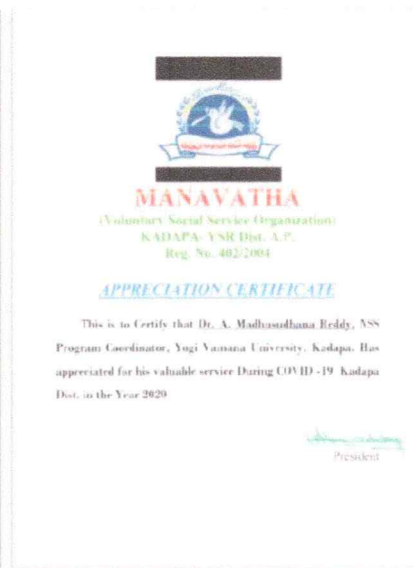 MANAVATHA
(Voluntary Social Service Organization)
KADAPA- YSR Dist. A.P.
Reg. No. 402/2004
APPRECIATION CERTIFICATE
This is to Certify that Dr. A. Madhusudhana Reddy, NSS
Program Coordinator, Yogi Vamana University, Kadapa. Has
appreciated for his valuable service During COVID -19 Kadapa
Dist. in the Year 2020
President